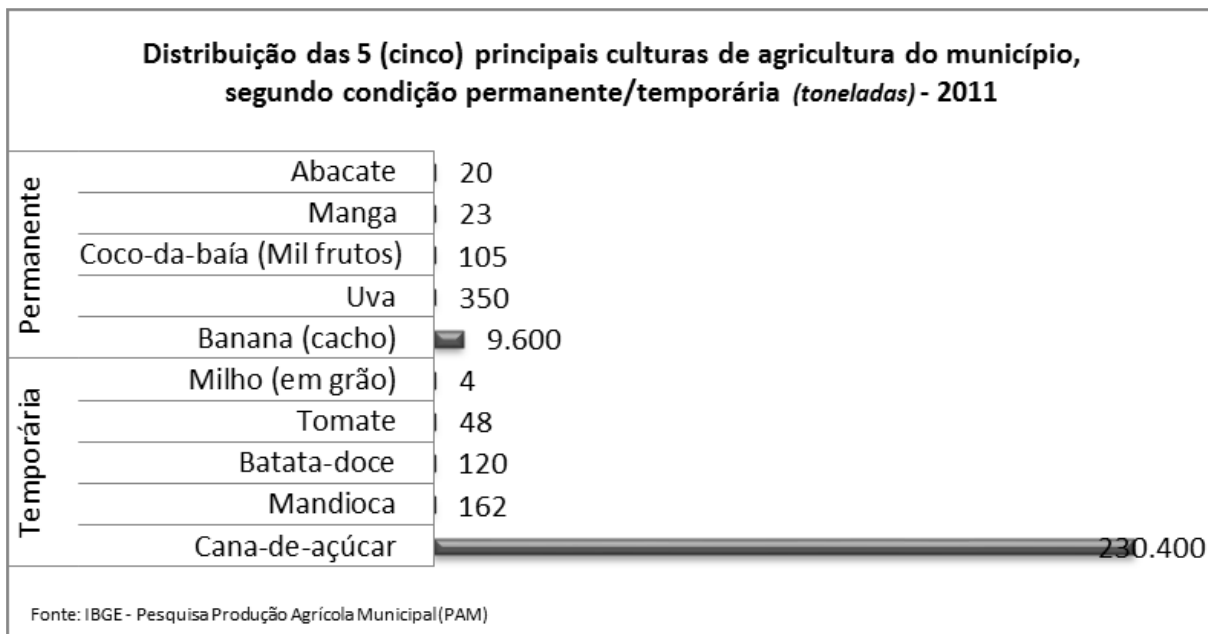 Distribuição das 5 (cinco) principais culturas de agricultura do município,
segundo condição permanente/temporária (toneladas) - 2011
Permanente
Abacate 20
Manga 23
Coco-da-baía (Mil frutos) 105
Uva 350
Banana (cacho) 9.600
Temporária
Milho (em grão) 4
Tomate 48
Batata-doce 120
Mandioca 162
Cana-de-açúcar 230.400
Fonte: IBGE - Pesquisa Produção Agrícola Municipal (PAM)